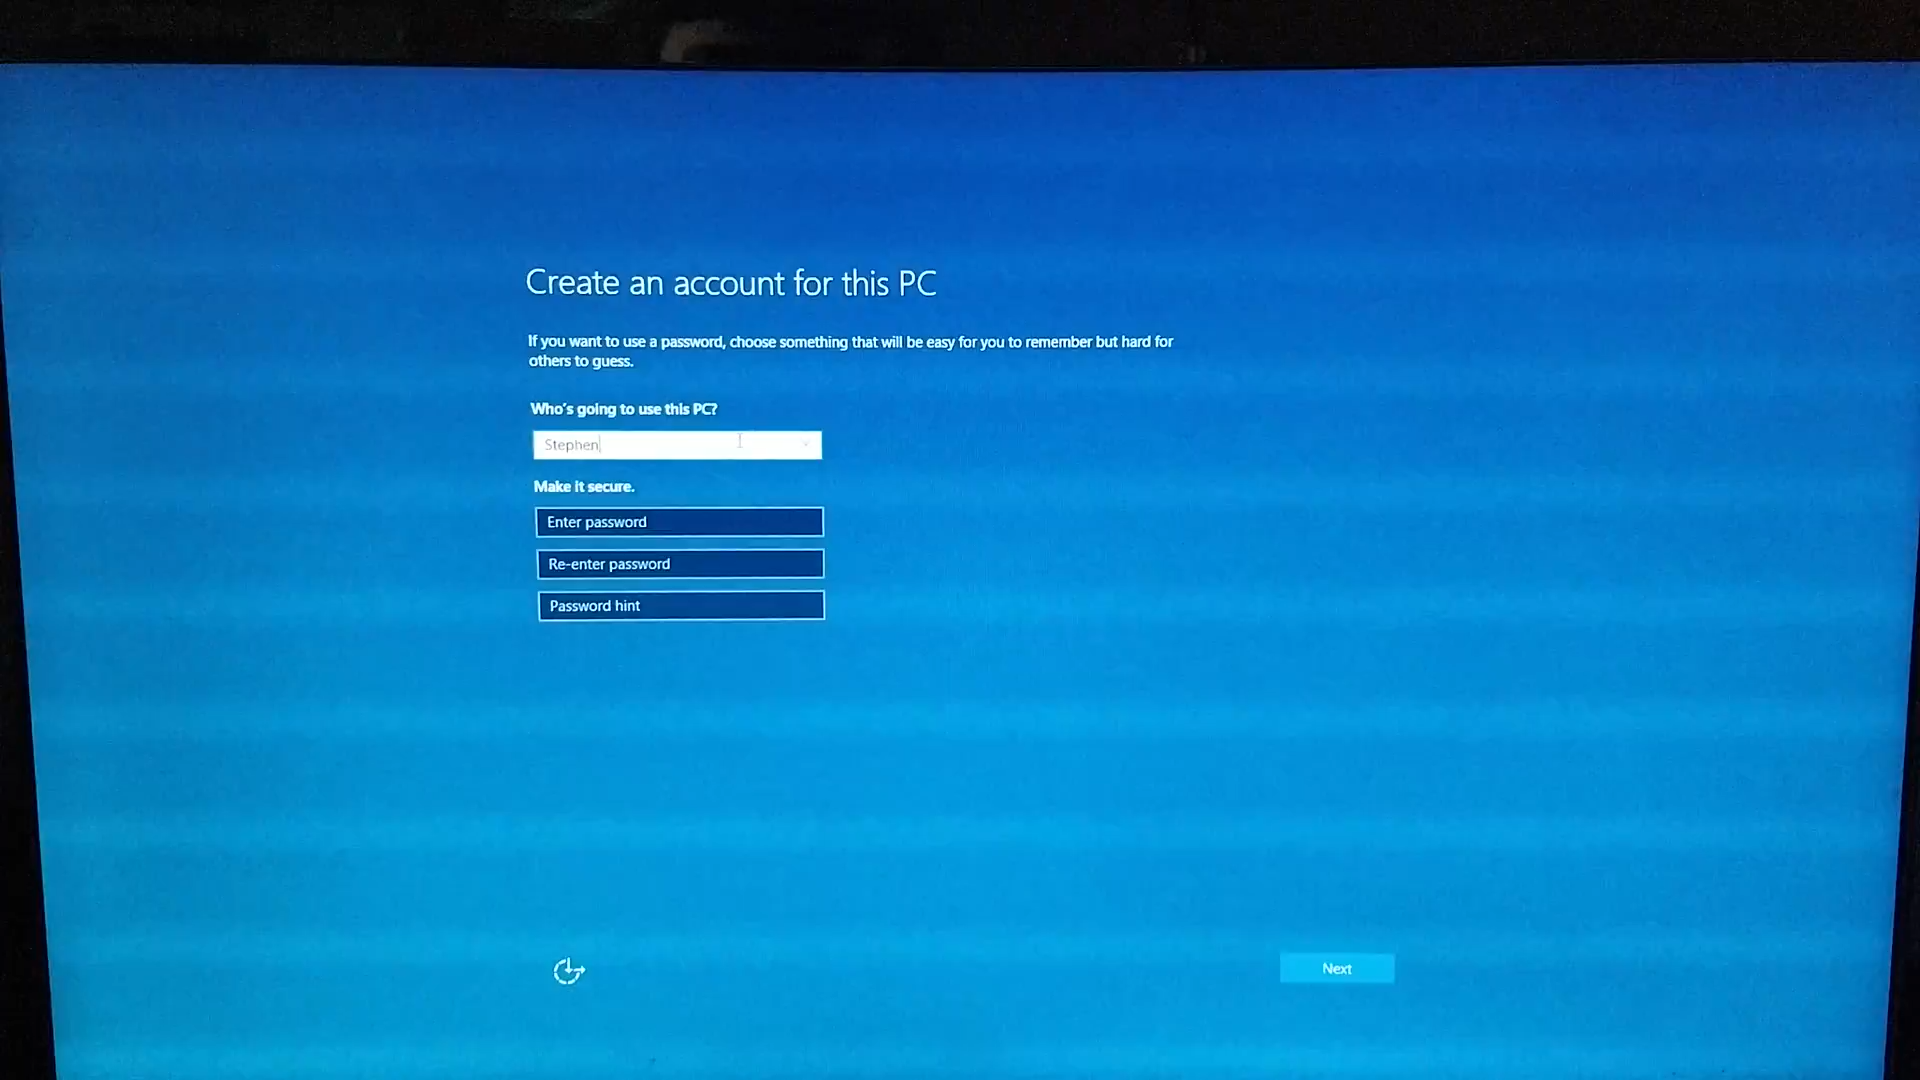 Create an account for this PC
If you want to use a password, choose something that will be easy for you to remember but hard for
others to guess.
Who's going to use this PC?
Stephen
Make it secure.
Enter password
Re-enter password
Password hint
Next